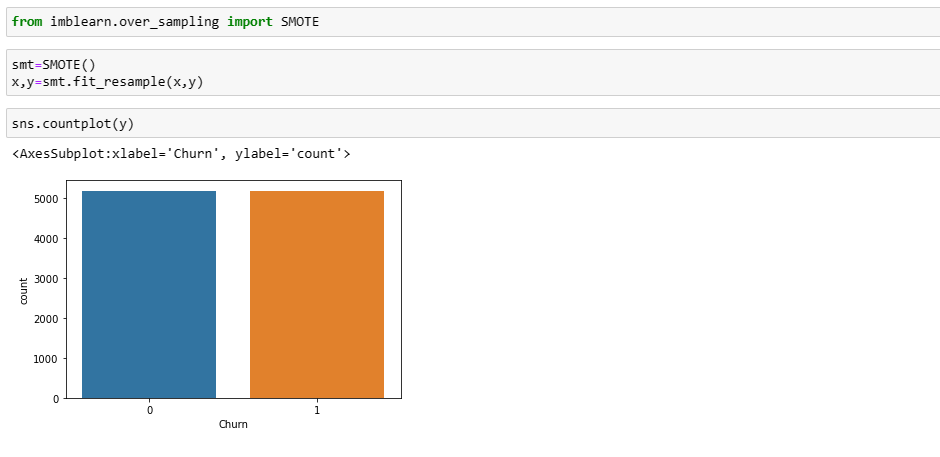 from imblearn.over_sampling import SMOTE
smt=SMOTE()
x,y=smt.fit_resample(x,y)
sns.countplot(y)
<AxesSubplot:xlabel='Churn', ylabel='count'>
5000
4000
3000
2000
1000
0
count
0 1
Churn